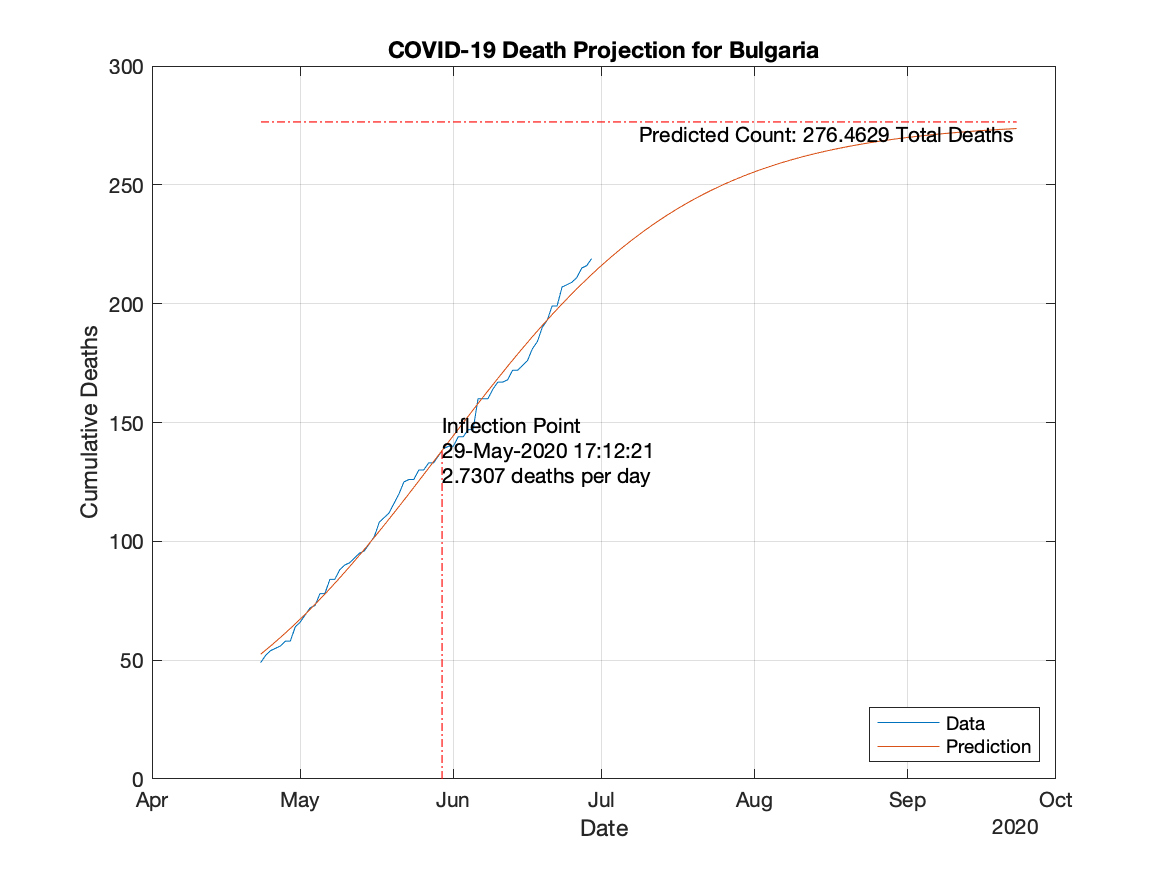 COVID-19 Death Projection for Bulgaria
300
250
200
150
100
50
0
Cumulative Deaths
Predicted Count: 276.4629 Total Deaths
Inflection Point
29-May-2020 17:12:21
2.7307 deaths per day
Data
Prediction
Apr May Jun Jul Aug Sep Oct
Date
2020